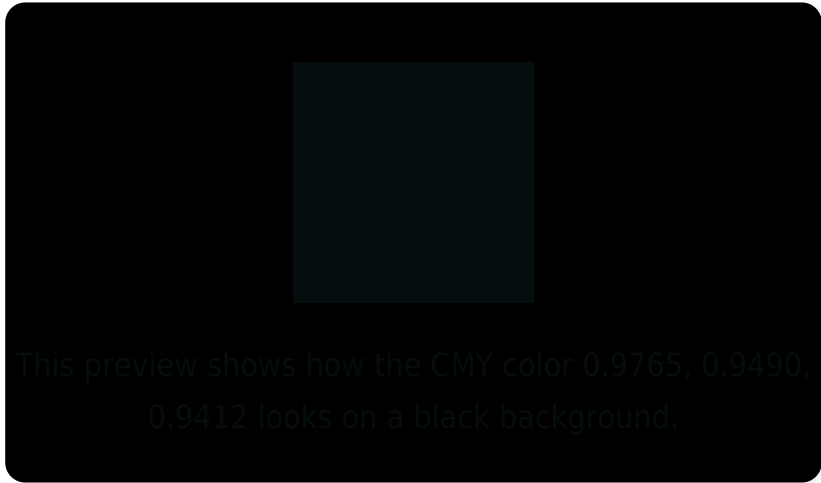 This preview shows how the CMY color 0.9765, 0.9490,
0.9412 looks on a black background.